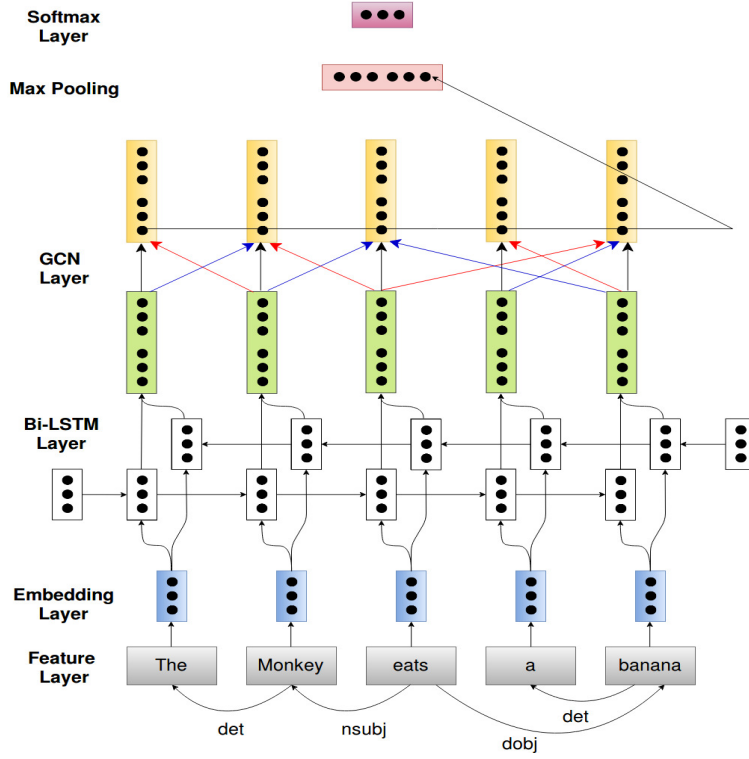 Softmax
Layer
Max Pooling
GCN
Layer
Bi-LSTM
Layer
Embedding
Layer
Feature
Layer
The Monkey eats a banana
det nsubj dobj det